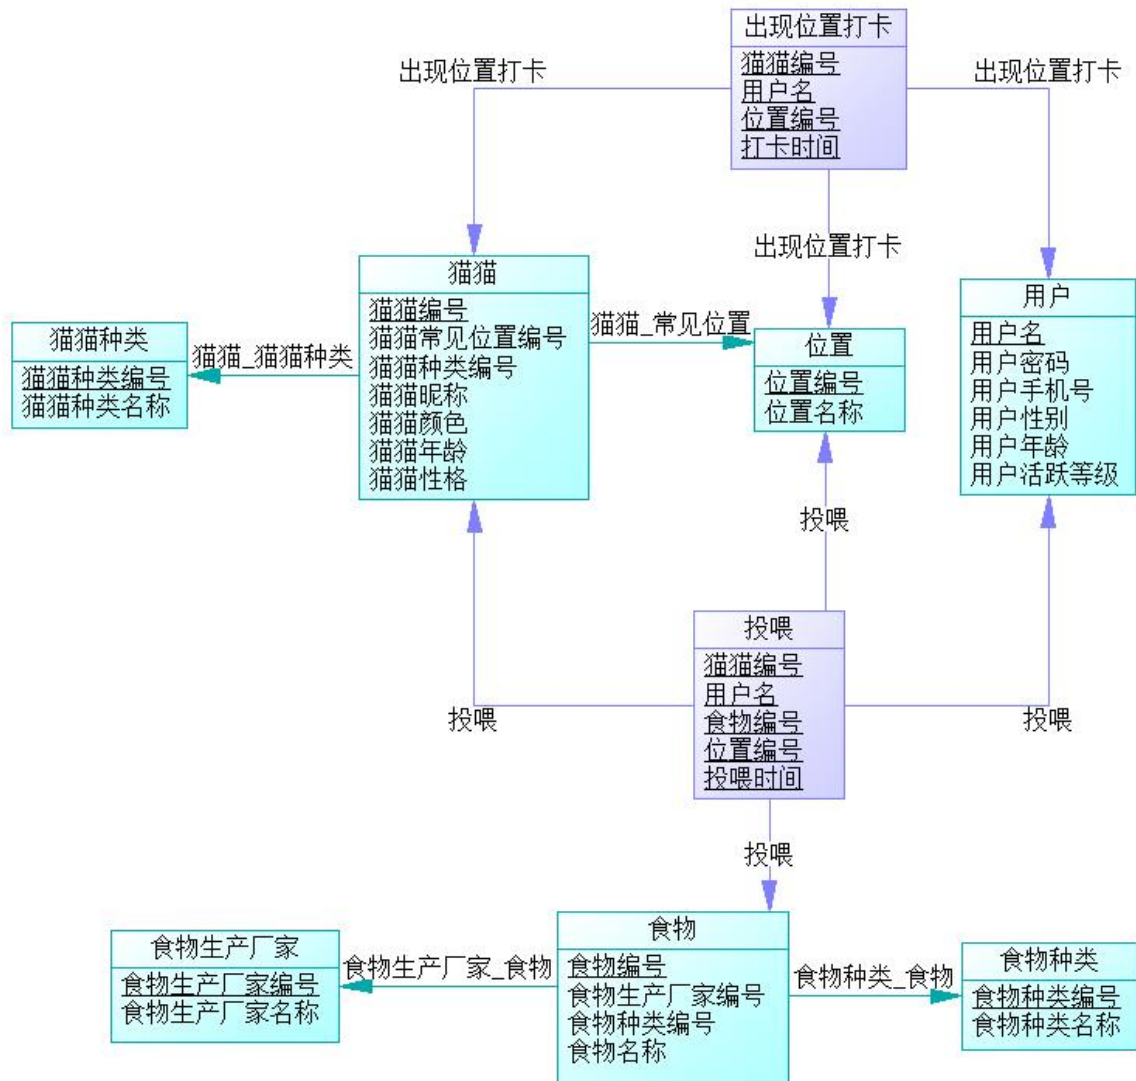 出现位置打卡
猫猫编号
用户名
位置编号
打卡时间
出现位置打卡
出现位置打卡
出现位置打卡
猫猫
猫猫编号
猫猫常见位置编号
猫猫种类编号
猫猫昵称
猫猫颜色
猫猫年龄
猫猫性格
猫猫_常见位置
猫猫_猫猫种类
猫猫种类
猫猫种类编号
猫猫种类名称
位置
位置编号
位置名称
用户
用户名
用户密码
用户手机号
用户性别
用户年龄
用户活跃等级
投喂
投喂
猫猫编号
用户名
食物编号
位置编号
投喂时间
投喂
投喂
投喂
食物生产厂家
食物生产厂家编号
食物生产厂家名称
食物生产厂家_食物
食物
食物编号
食物生产厂家编号
食物种类编号
食物名称
食物种类_食物
食物种类
食物种类编号
食物种类名称